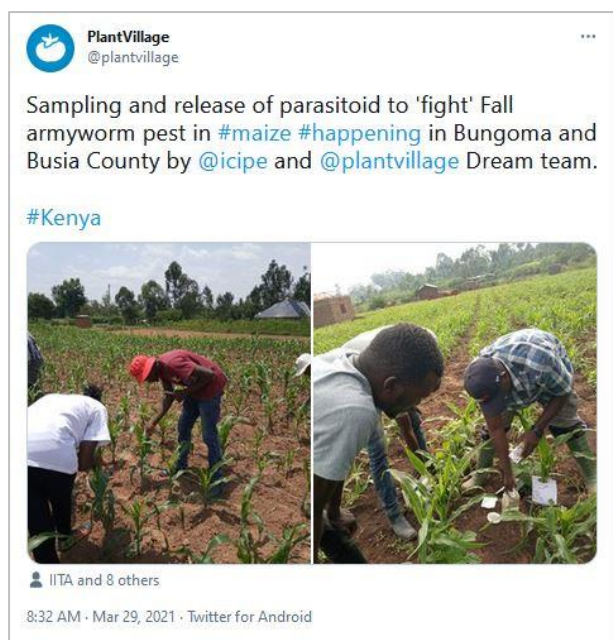 PlantVillage
@plantvillage
Sampling and release of parasitoid to 'fight' Fall
armyworm pest in #maize #happening in Bungoma and
Busia County by @icipe and @plantvillage Dream team.
#Kenya
IITA and 8 others
8:32 AM · Mar 29, 2021 · Twitter for Android